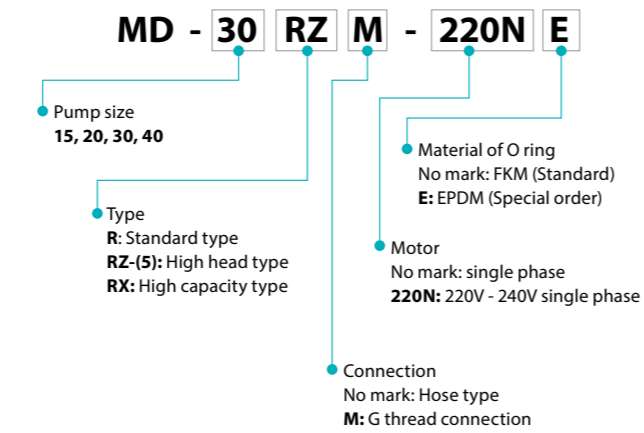 MD - 30 RZ M - 220N E
Pump size
15, 20, 30, 40
Material of O ring
No mark: FKM (Standard)
E: EPDM (Special order)
Type
R: Standard type
RZ-(5): High head type
RX: High capacity type
Motor
No mark: single phase
220N: 220V - 240V single phase
Connection
No mark: Hose type
M: G thread connection